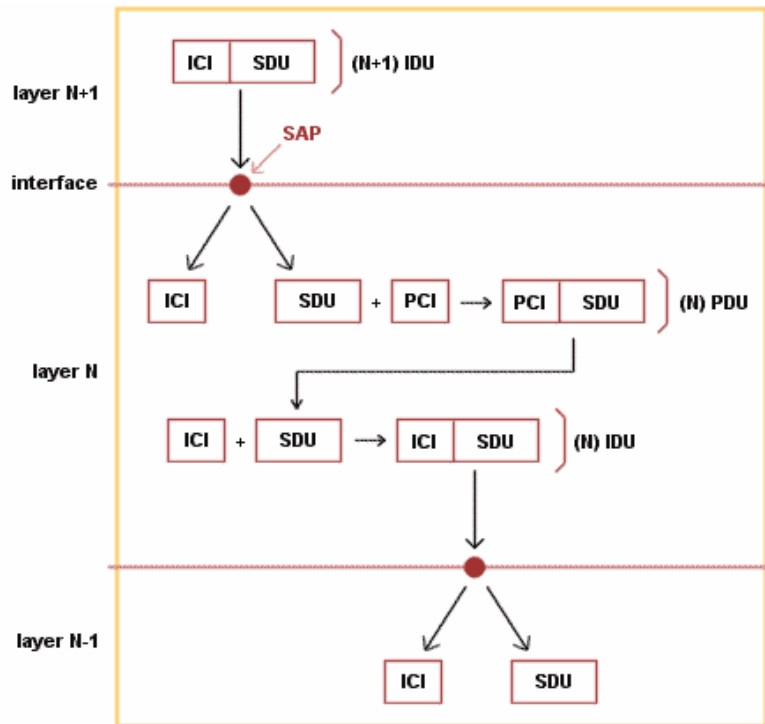 ICI SDU (N+1) IDU
layer N+1
SAP
interface
ICI SDU + PCI PCI SDU (N) PDU
layer N
ICI + SDU ICI SDU (N) IDU
layer N-1
ICI SDU